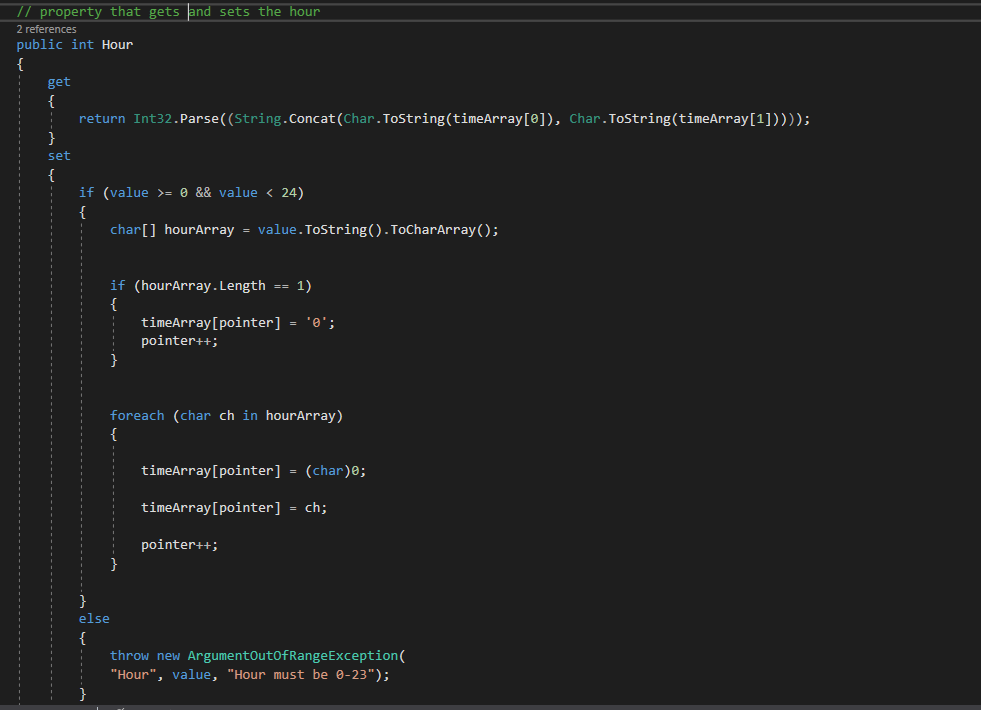 // property that gets and sets the hour
2 references
public int Hour
{
get
{
return Int32.Parse((String.Concat(Char.ToString(timeArray[0]), Char.ToString(timeArray[1]))));
}
set
{
if (value >= 0 && value < 24)
{
char[] hourArray = value.ToString().ToCharArray();
if (hourArray.Length == 1)
{
timeArray[pointer] = '0';
pointer++;
}
foreach (char ch in hourArray)
{
timeArray[pointer] = (char)0;
timeArray[pointer] = ch;
pointer++;
}
}
else
{
throw new ArgumentOutOfRangeException(
"Hour", value, "Hour must be 0-23");
}